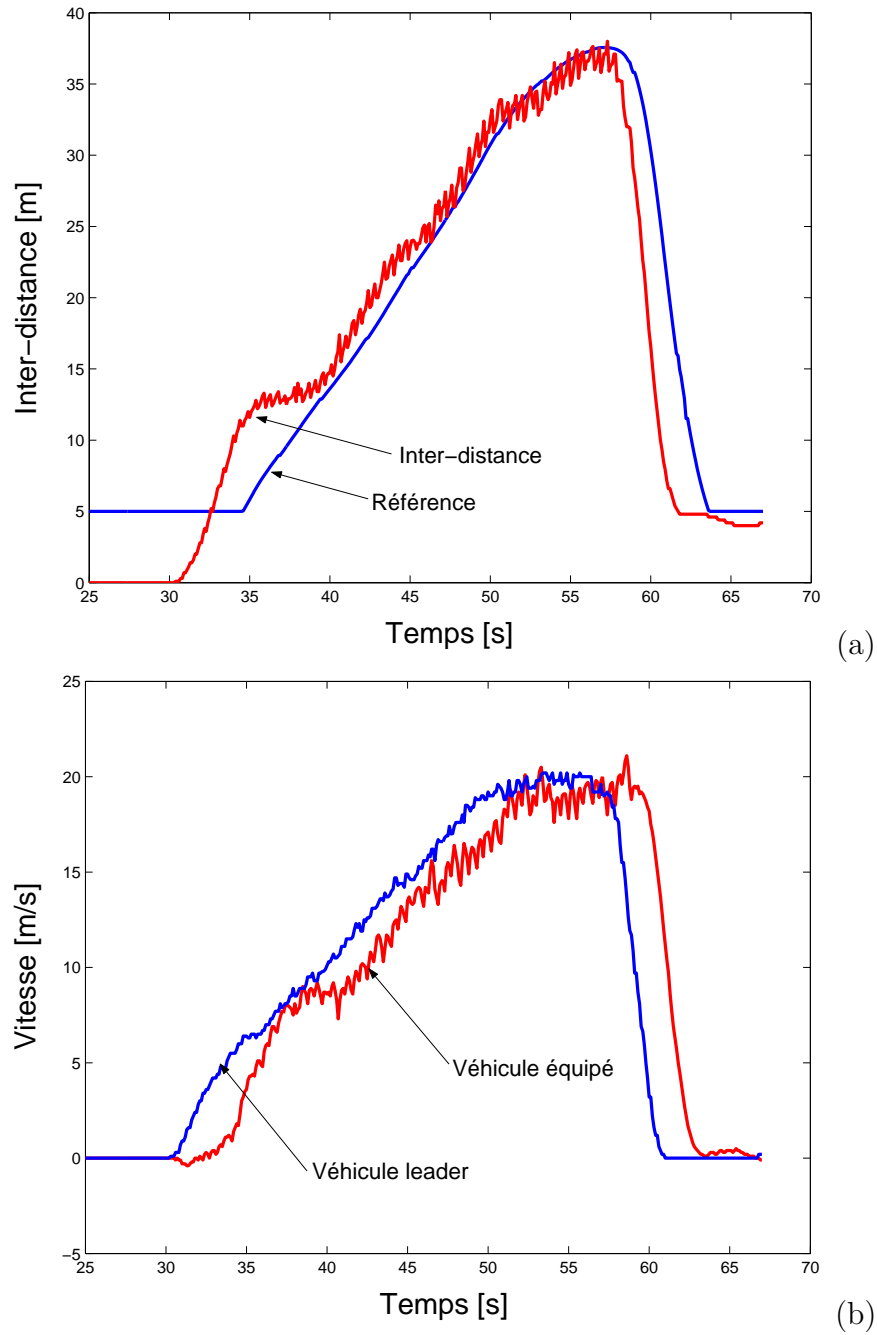 40
35
30
25
20
15
10
5
0
Inter−distance [m]
Inter−distance
Référence
25 30 35 40 45 50 55 60 65 70
Temps [s]
(a)
25
20
15
10
5
0
−5
Vitesse [m/s]
Véhicule équipé
Véhicule leader
25 30 35 40 45 50 55 60 65 70
Temps [s]
(b)